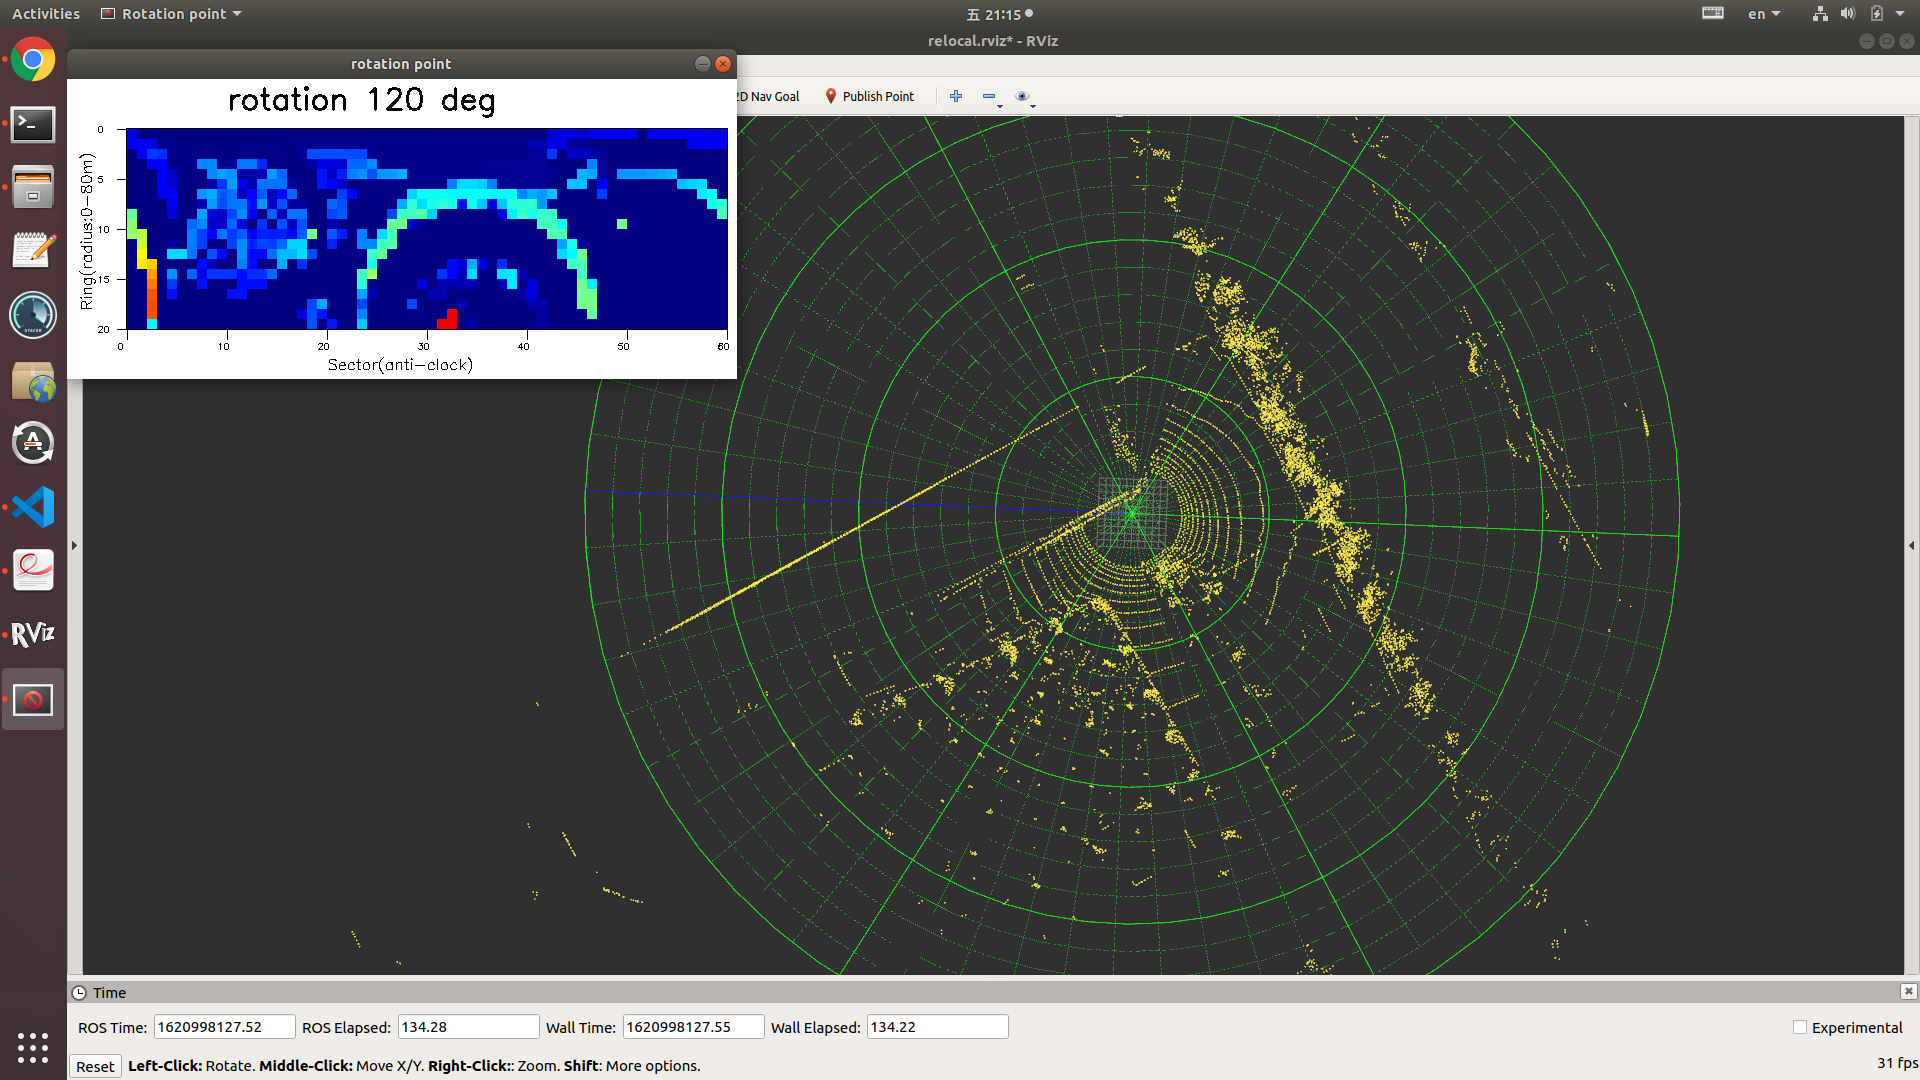 Activities
Rotation point
五 21:15
en
relocal.rviz* - RViz
rotation point
2D Nav Goal
Publish Point
rotation 120 deg
Ring(radius:0-80m)
0
5
10
15
20
0
10
20
30
40
50
60
Sector(anti-clock)
RViz
Time
ROS Time: 1620998127.52 ROS Elapsed: 134.28 Wall Time: 1620998127.55 Wall Elapsed: 134.22 Experimental
Reset Left-Click: Rotate. Middle-Click: Move X/Y. Right-Click:: Zoom. Shift: More options. 31 fps